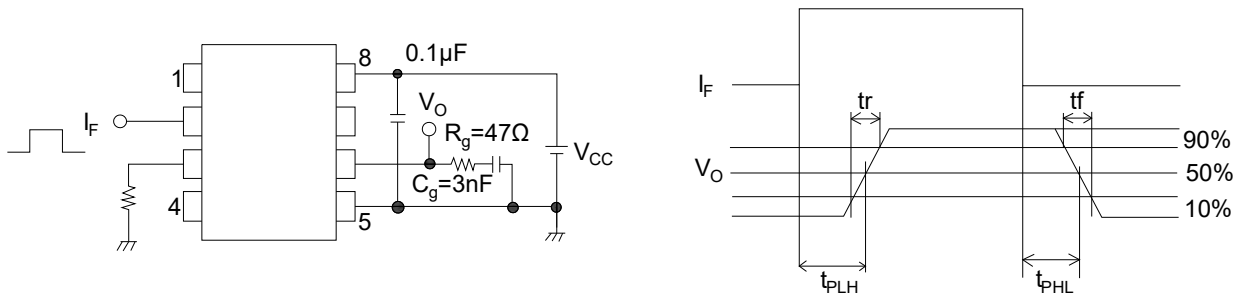 1
8
0.1μF
I_F
V_O
R_g=47Ω
C_g=3nF
V_CC
4
5
I_F
tr
tf
90%
V_O
50%
10%
t_PLH
t_PHL